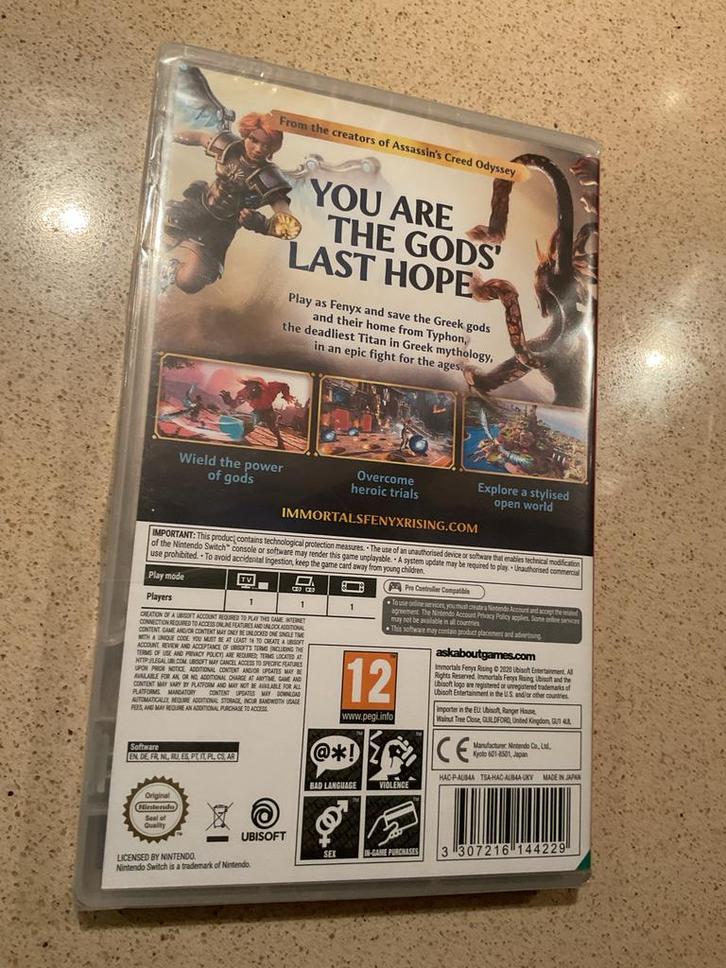 From the creators of Assassin's Creed Odyssey
YOU ARE
THE GODS'
LAST HOPE
Play as Fenyx and save the Greek gods
and their home from Typhon,
the deadliest Titan in Greek mythology,
in an epic fight for the ages.
Wield the power
of gods
Overcome
heroic trials
Explore a stylised
open world
IMMORTALSFENYXRISING.COM
IMPORTANT: This product contains technological protection measures. • The use of an unauthorised device or software that enables technical modification
of the Nintendo Switch™ console or software may render this game unplayable. • A system update may be required to play. • Unauthorised commercial
use prohibited. • To avoid accidental ingestion, keep the game card away from young children.
Play mode
TV
Players
1
1
1
Pro Controller Compatible
• To use online services, you must create a Nintendo Account and accept the related
agreement. The Nintendo Account Privacy Policy applies. Some online services
may not be available in all countries.
• This software may contain product placement and advertising.
CREATION OF A UBISOFT ACCOUNT REQUIRED TO PLAY THIS GAME. INTERNET
CONNECTION REQUIRED TO ACCESS ONLINE FEATURES AND UNLOCK ADDITIONAL
CONTENT. GAME AND/OR CONTENT MAY BE UNLOCKED ONE SINGLE TIME
WITH A UNIQUE CODE. YOU MUST BE AT LEAST 16 TO CREATE A UBISOFT
ACCOUNT. REVIEW AND ACCEPTANCE OF UBISOFT'S TERMS (INCLUDING THE
TERMS OF USE AND PRIVACY POLICY) ARE REQUIRED; TERMS LOCATED AT:
HTTP://LEGAL.UBI.COM. UBISOFT MAY CANCEL ACCESS TO SPECIFIC FEATURES
UPON PRIOR NOTICE. ADDITIONAL CONTENT AND/OR UPDATES MAY BE
AVAILABLE FOR AN, OR NO, ADDITIONAL CHARGE AT ANYTIME. GAME AND
CONTENT MAY VARY BY PLATFORM AND MAY NOT BE AVAILABLE FOR ALL
PLATFORMS. MANDATORY CONTENT UPDATES MAY DOWNLOAD
AUTOMATICALLY, REQUIRE ADDITIONAL STORAGE, INCUR BANDWIDTH USAGE
FEES, AND MAY REQUIRE AN ADDITIONAL PURCHASE TO ACCESS.
askaboutgames.com
Immortals Fenyx Rising © 2020 Ubisoft Entertainment. All
Rights Reserved. Immortals Fenyx Rising, Ubisoft and the
Ubisoft logo are registered or unregistered trademarks of
Ubisoft Entertainment in the U.S. and/or other countries.
Importer in the EU: Ubisoft, Ranger House,
Walnut Tree Close, GUILDFORD, United Kingdom, GU1 4UL
12
www.pegi.info
@*!
BAD LANGUAGE
VIOLENCE
SEX
IN-GAME PURCHASES
CE
Manufacturer: Nintendo Co., Ltd.,
Kyoto 601-8501, Japan
HAC-P-AU84A TSA-HAC-AU84A-UKV MADE IN JAPAN
3 307216 144229
Software
EN, DE, FR, NL, RU, ES, PT, IT, PL, CS, AR
Original
Nintendo
Seal of
Quality
UBISOFT
LICENSED BY NINTENDO.
Nintendo Switch is a trademark of Nintendo.